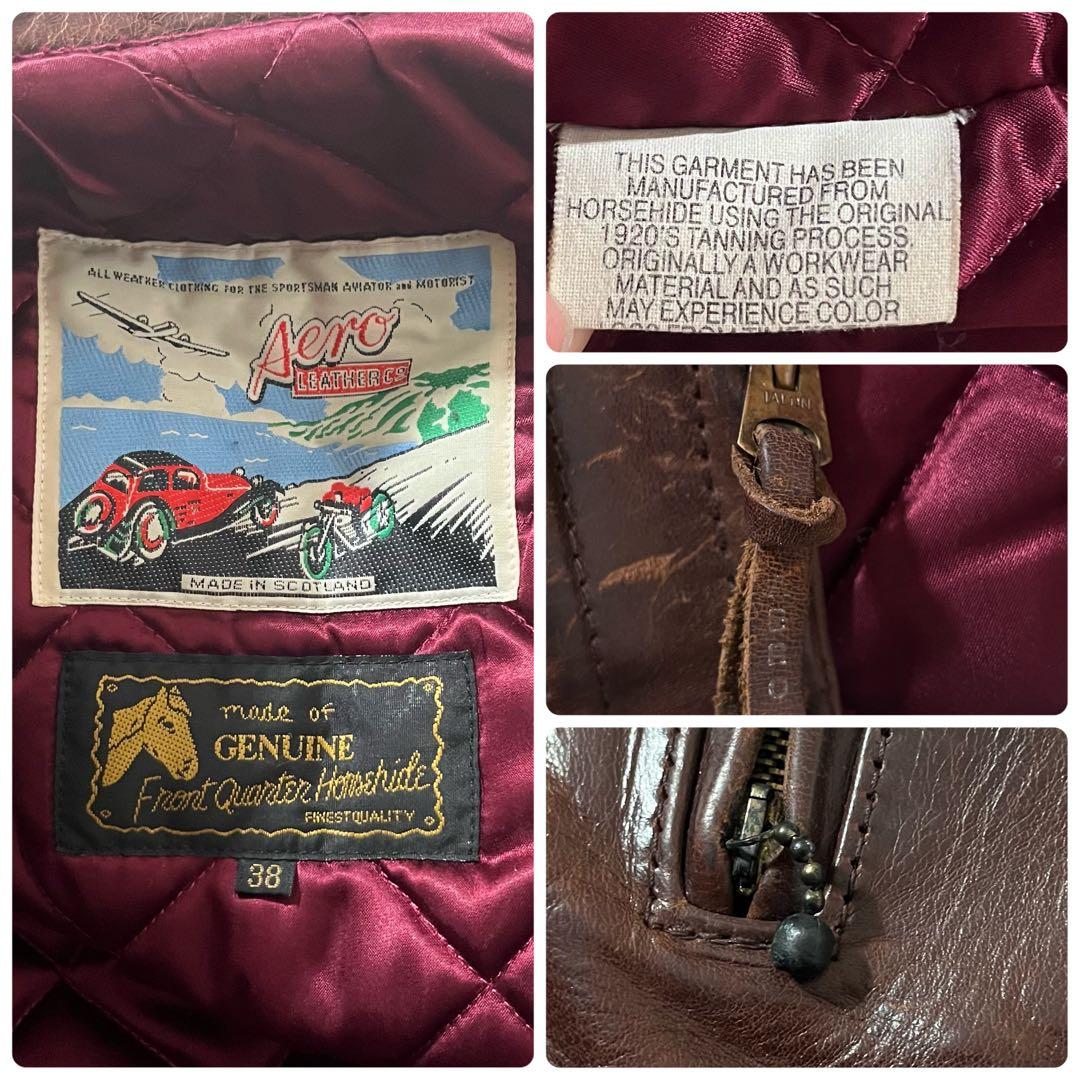 ALL WEATHER CLOTHING FOR THE SPORTSMAN AVIATOR and MOTORIST
Aero
LEATHER CO
MADE IN SCOTLAND
made of
GENUINE
Front Quarter Horsehide
FINEST QUALITY
38
THIS GARMENT HAS BEEN
MANUFACTURED FROM
HORSEHIDE USING THE ORIGINAL
1920'S TANNING PROCESS.
ORIGINALLY A WORKWEAR
MATERIAL AND AS SUCH
MAY EXPERIENCE COLOR
TALON